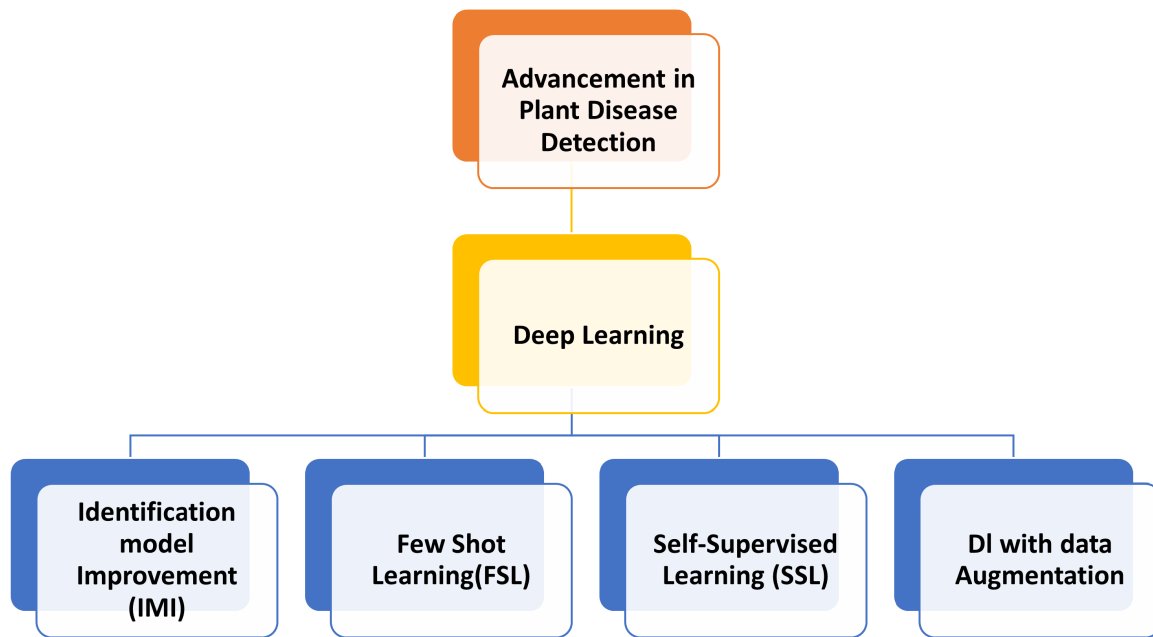 Advancement in
Plant Disease
Detection
Deep Learning
Identification
model
Improvement
(IMI)
Few Shot
Learning(FSL)
Self-Supervised
Learning (SSL)
Dl with data
Augmentation